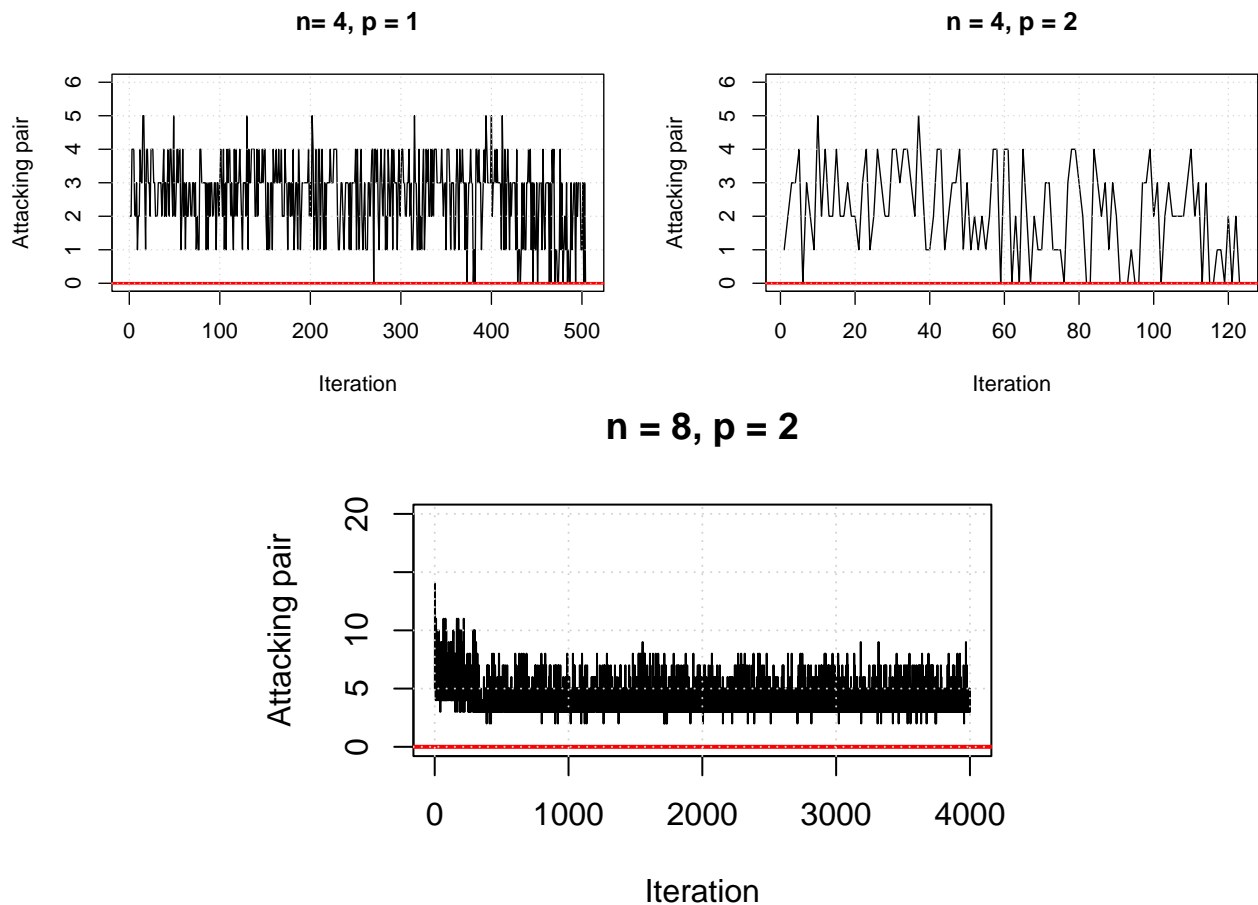 n= 4, p = 1
Attacking pair
6
5
4
3
2
1
0
0 100 200 300 400 500
Iteration
n = 4, p = 2
Attacking pair
6
5
4
3
2
1
0
0 20 40 60 80 100 120
Iteration
n = 8, p = 2
Attacking pair
20
10
5
0
0 1000 2000 3000 4000
Iteration